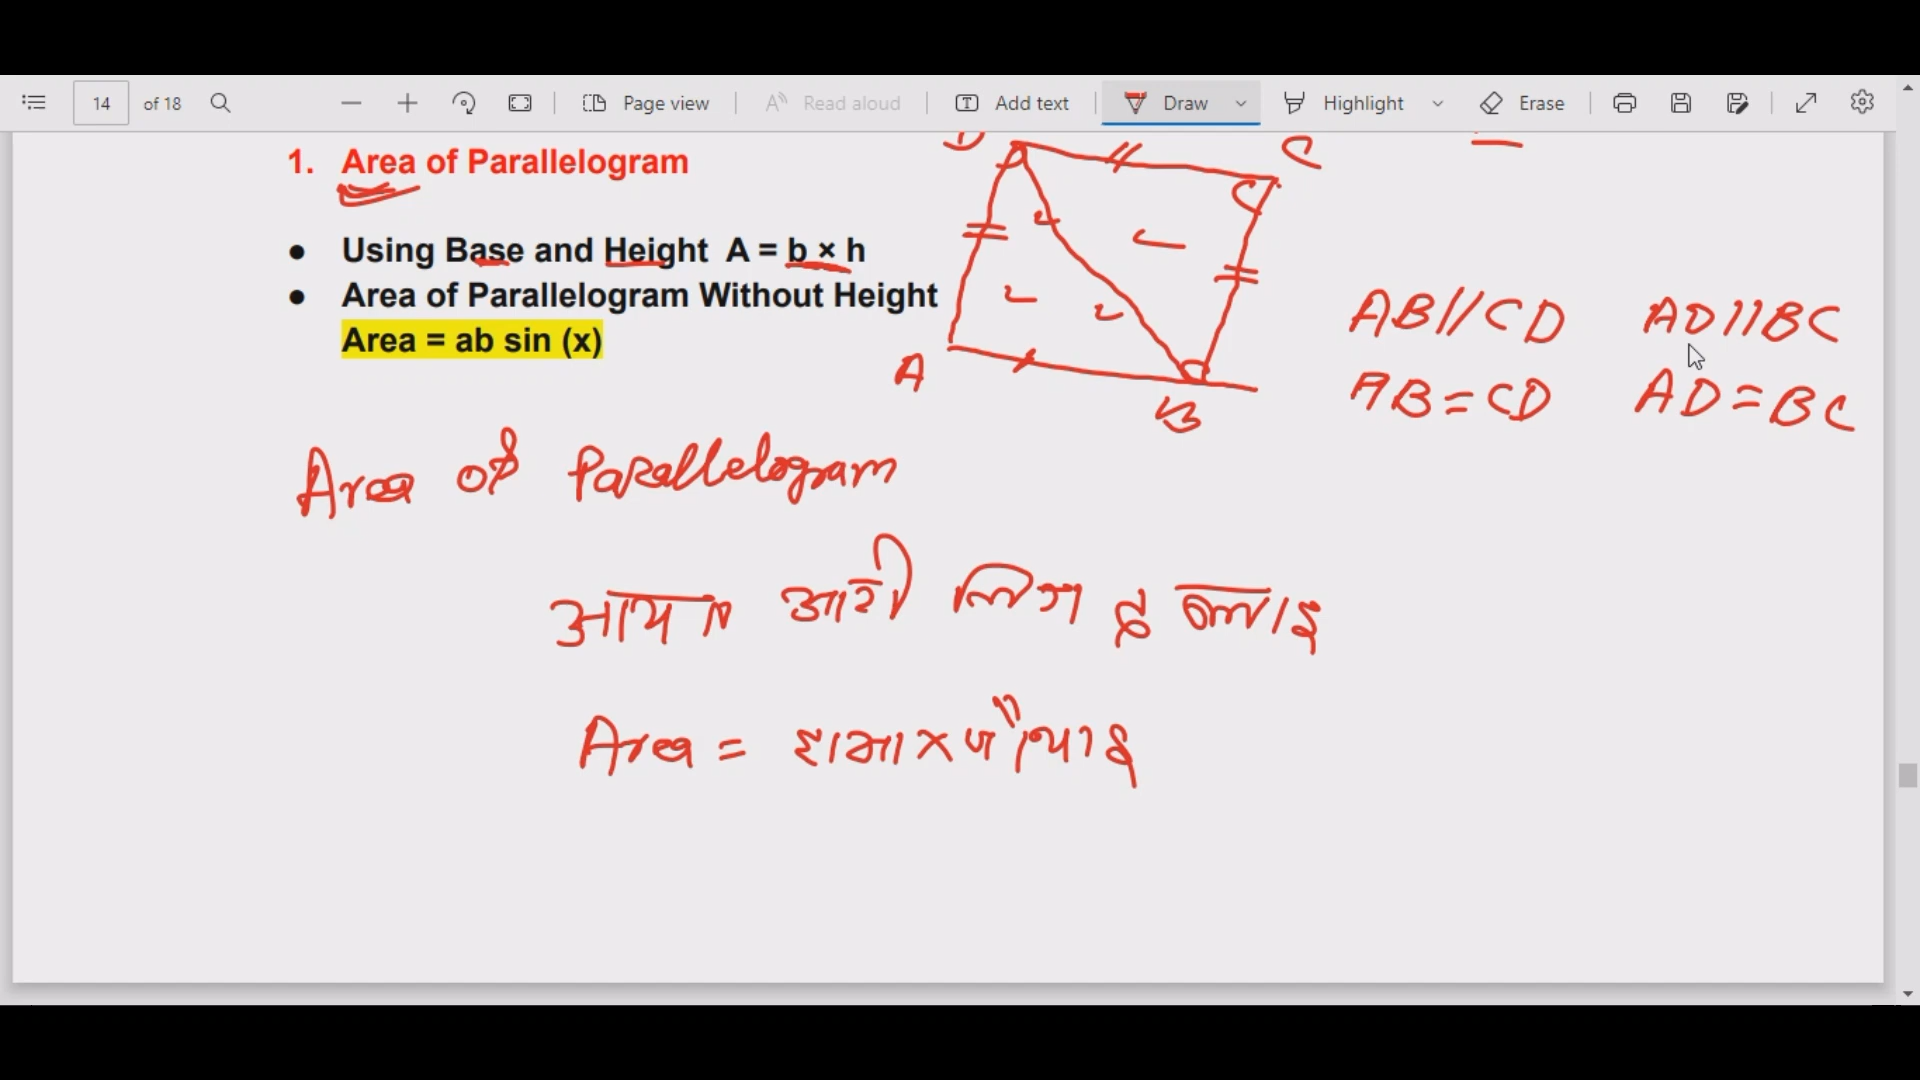 14 of 18
Page view
Read aloud
Add text
Draw
Highlight
Erase
1. Area of Parallelogram
• Using Base and Height A = b × h
• Area of Parallelogram Without Height
Area = ab sin (x)
D C
A B
AB//CD AD//BC
AB=CD AD=BC
Area of Parallelogram
Area =